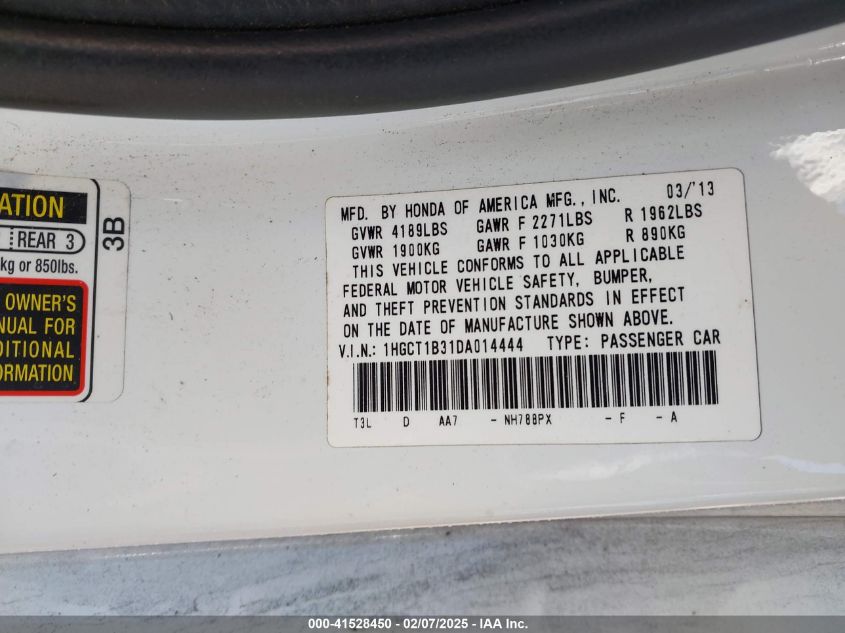 ATION
REAR 3
kg or 850lbs.
OWNER'S
NUAL FOR
DITIONAL
FORMATION
3B
MFD. BY HONDA OF AMERICA MFG., INC. 03/'13
GVWR 4189LBS GAWR F 2271LBS R 1962LBS
GVWR 1900KG GAWR F 1030KG R 890KG
THIS VEHICLE CONFORMS TO ALL APPLICABLE
FEDERAL MOTOR VEHICLE SAFETY, BUMPER,
AND THEFT PREVENTION STANDARDS IN EFFECT
ON THE DATE OF MANUFACTURE SHOWN ABOVE.
V.I.N.: 1HGCT1B31DA014444 TYPE: PASSENGER CAR
T3L D AA7 - NH788PX - F - A
000-41528450 - 02/07/2025 - IAA Inc.